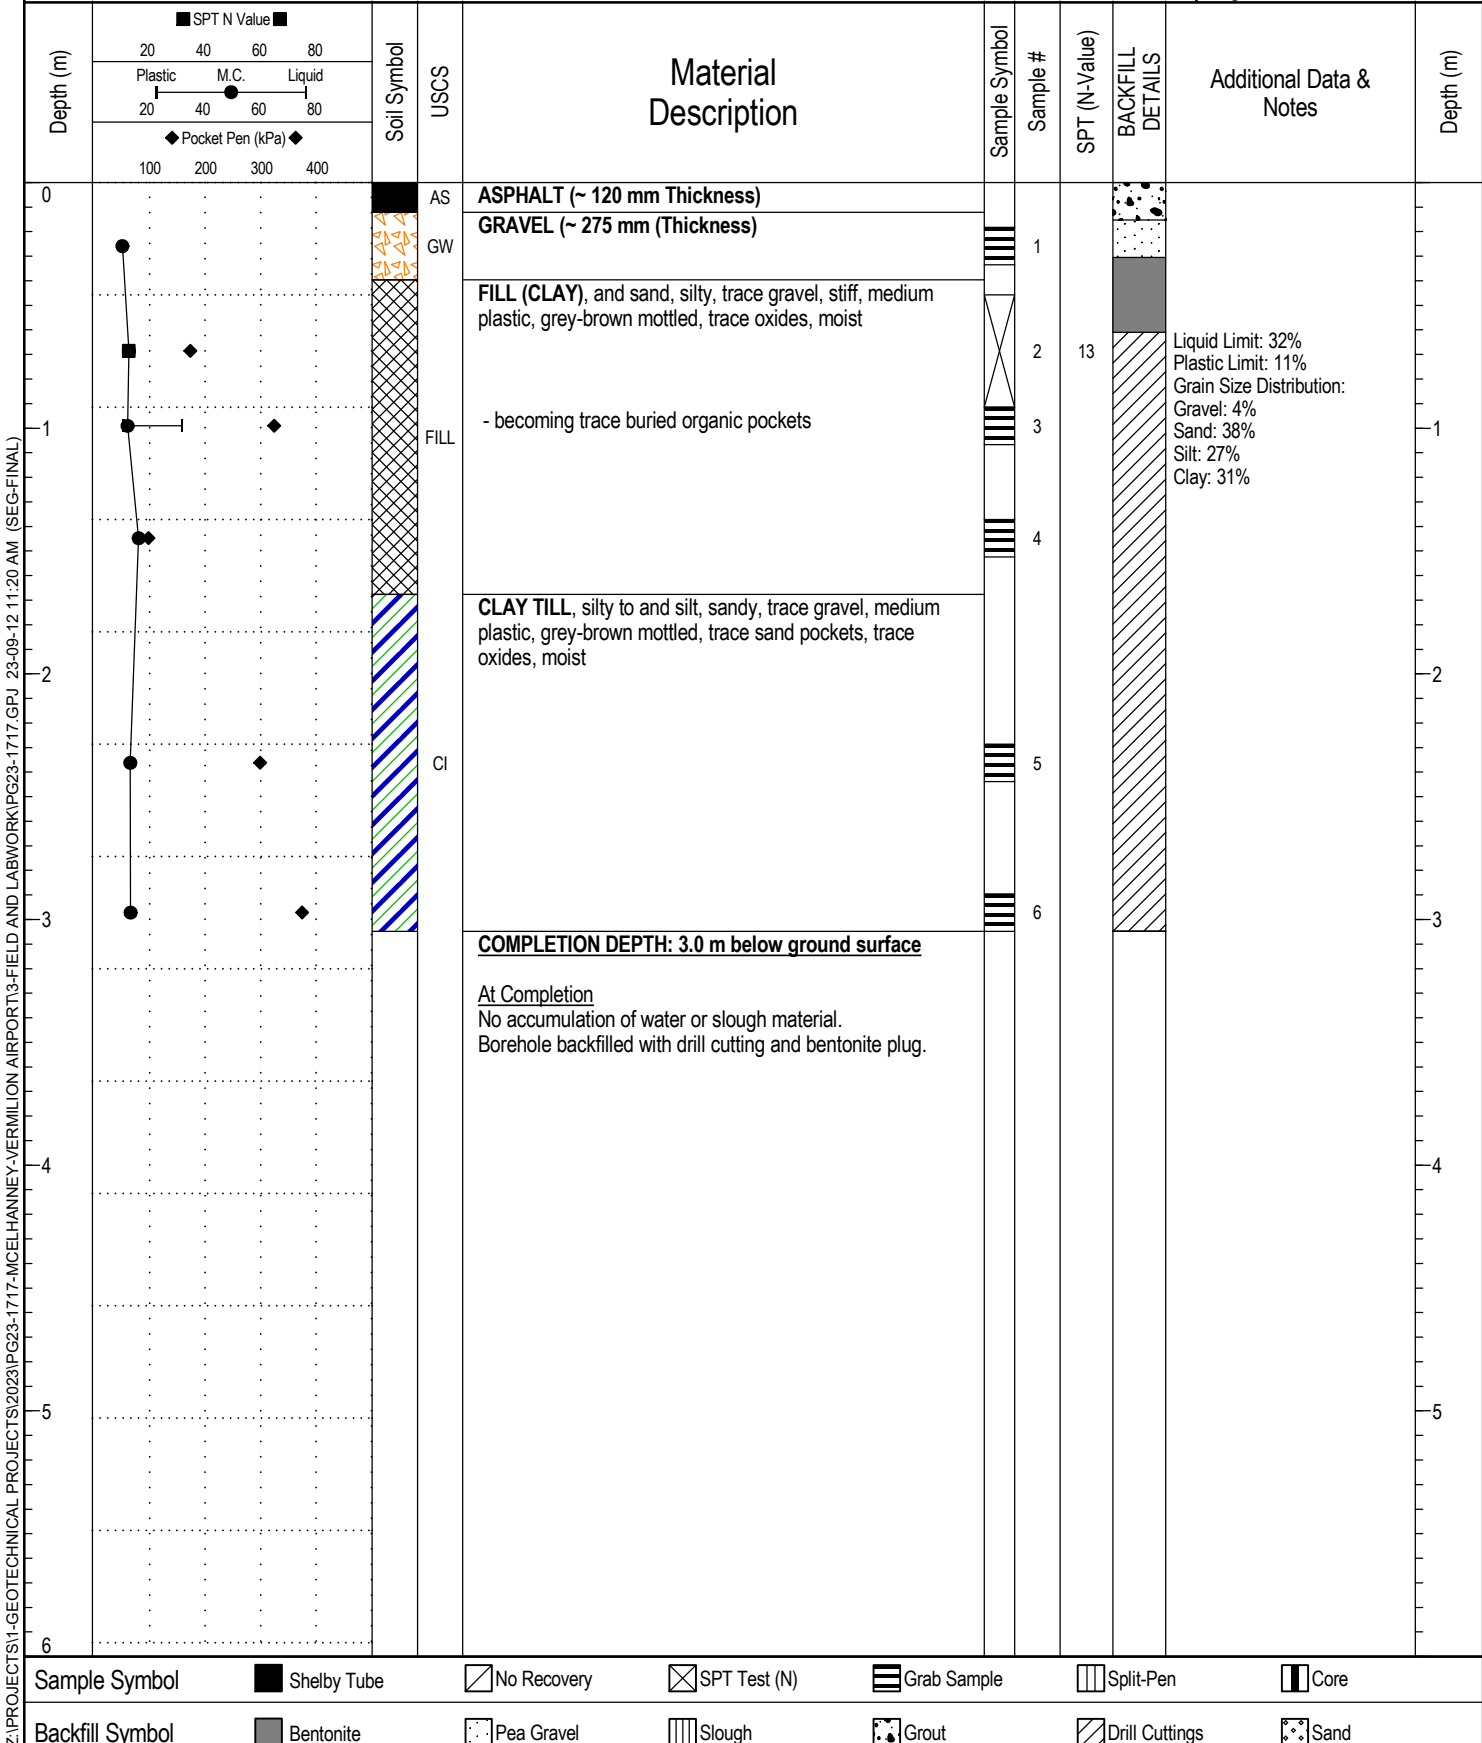 ■ SPT N Value ■
20 40 60 80
Plastic M.C. Liquid
20 40 60 80
◆ Pocket Pen (kPa) ◆
100 200 300 400
Depth (m)
Soil Symbol
USCS
Material
Description
Sample Symbol
Sample #
SPT (N-Value)
BACKFILL
DETAILS
Additional Data &
Notes
Depth (m)
0
AS
ASPHALT (~ 120 mm Thickness)
GW
GRAVEL (~ 275 mm (Thickness)
1
FILL (CLAY), and sand, silty, trace gravel, stiff, medium
plastic, grey-brown mottled, trace oxides, moist
2
13
Liquid Limit: 32%
Plastic Limit: 11%
Grain Size Distribution:
Gravel: 4%
Sand: 38%
Silt: 27%
Clay: 31%
1
FILL
- becoming trace buried organic pockets
3
1
4
CLAY TILL, silty to and silt, sandy, trace gravel, medium
plastic, grey-brown mottled, trace sand pockets, trace
oxides, moist
2
2
CI
5
3
6
3
COMPLETION DEPTH: 3.0 m below ground surface
At Completion
No accumulation of water or slough material.
Borehole backfilled with drill cutting and bentonite plug.
4
4
5
5
6
Z:\PROJECTS\1-GEOTECHNICAL PROJECTS\2023\PG23-1717-MCELHANNEY-VERMILION AIRPORT\3-FIELD AND LABWORK\PG23-1717.GPJ 23-09-12 11:20 AM (SEG-FINAL)
Sample Symbol Shelby Tube No Recovery SPT Test (N) Grab Sample Split-Pen Core
Backfill Symbol Bentonite Pea Gravel Slough Grout Drill Cuttings Sand